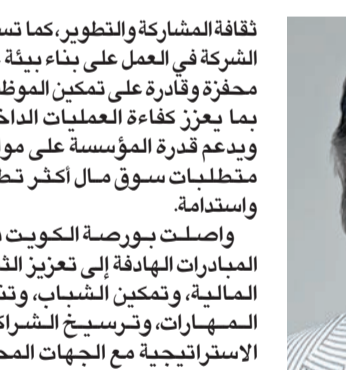 ثقافة المشاركة والتطوير، كما تس
الشركة في العمل على بناء بيئة
محفزة وقادرة على تمكين الموظ
بما يعزز كفاءة العمليات الداخ
ويدعم قدرة المؤسسة على موا
متطلبات سوق مال أكثر تط
واستدامة.
واصلت بورصة الكويت
المبادرات الهادفة إلى تعزيز الث
المالية، وتمكين الشباب، وتن
المهارات، وترسيخ الشراك
الاستراتيجية مع الجهات المح